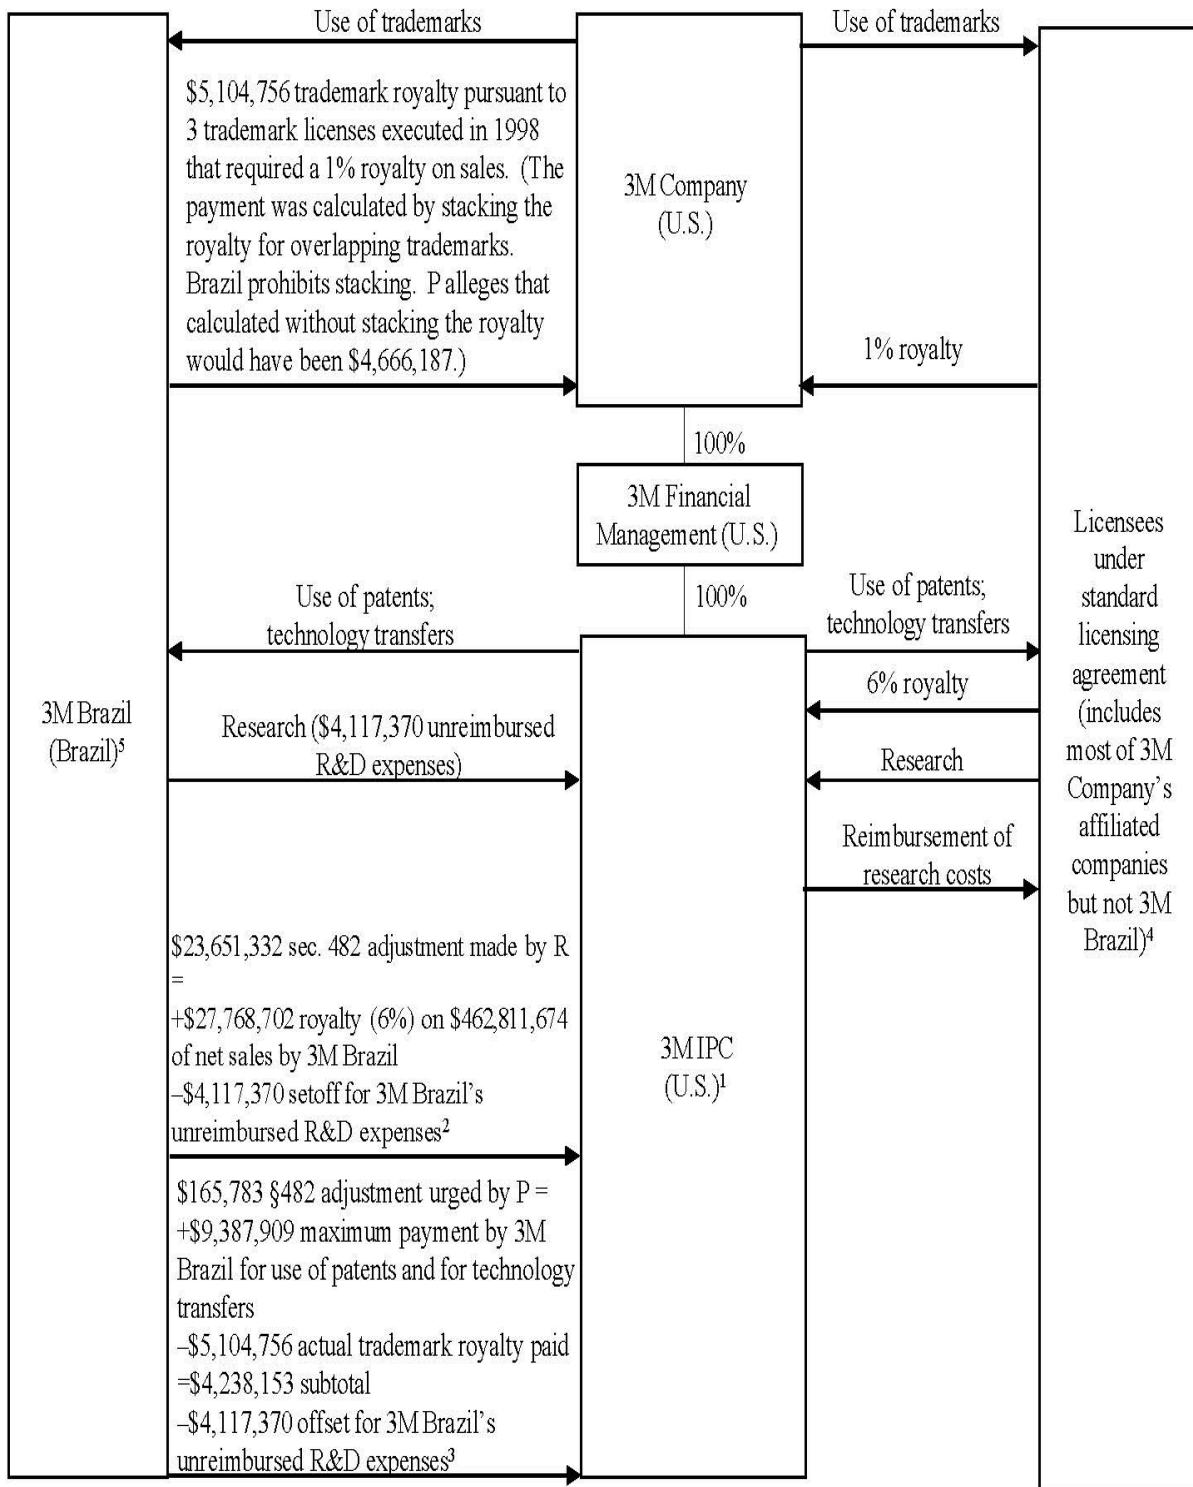 Use of trademarks
Use of trademarks
$5,104,756 trademark royalty pursuant to
3 trademark licenses executed in 1998
that required a 1% royalty on sales. (The
payment was calculated by stacking the
royalty for overlapping trademarks.
Brazil prohibits stacking. P alleges that
calculated without stacking the royalty
would have been $4,666,187.)
3M Company
(U.S.)
1% royalty
100%
3M Financial
Management (U.S.)
100%
Use of patents;
technology transfers
Use of patents;
technology transfers
6% royalty
3M Brazil
(Brazil)⁵
Research ($4,117,370 unreimbursed
R&D expenses)
Research
Reimbursement of
research costs
Licensees
under
standard
licensing
agreement
(includes
most of 3M
Company's
affiliated
companies
but not 3M
Brazil)⁴
$23,651,332 sec. 482 adjustment made by R
=
+$27,768,702 royalty (6%) on $462,811,674
of net sales by 3M Brazil
–$4,117,370 setoff for 3M Brazil's
unreimbursed R&D expenses²
3M IPC
(U.S.)¹
$165,783 §482 adjustment urged by P =
+$9,387,909 maximum payment by 3M
Brazil for use of patents and for technology
transfers
–$5,104,756 actual trademark royalty paid
=$4,238,153 subtotal
–$4,117,370 offset for 3M Brazil's
unreimbursed R&D expenses³